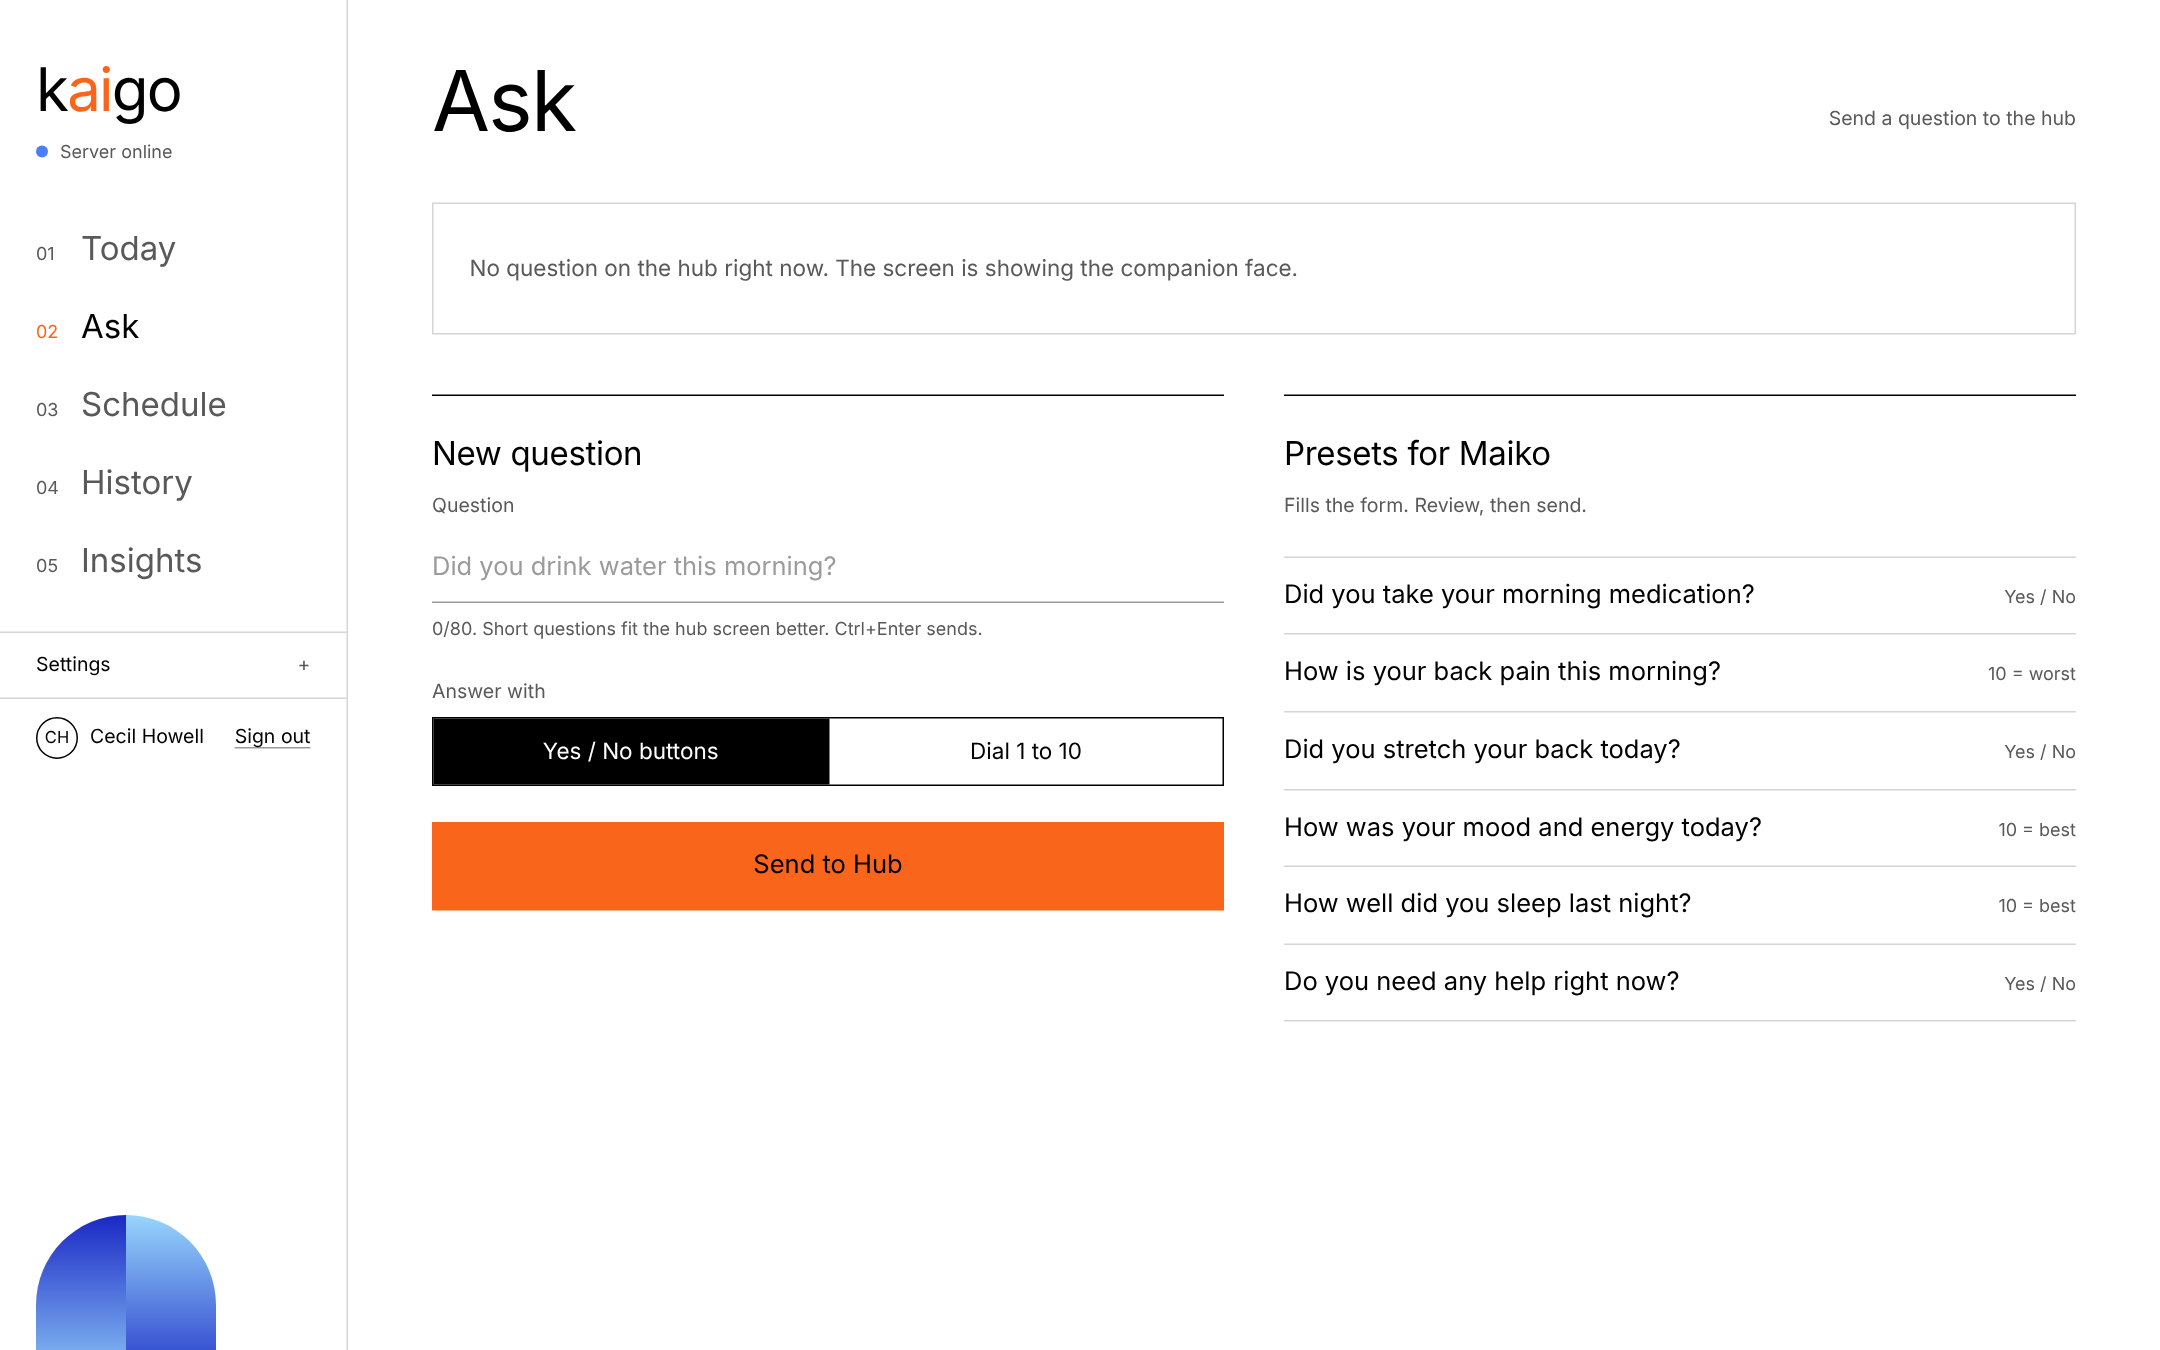 kaigo
Server online
01 Today
02 Ask
03 Schedule
04 History
05 Insights
Settings +
CH Cecil Howell Sign out
Ask
Send a question to the hub
No question on the hub right now. The screen is showing the companion face.
New question
Question
Did you drink water this morning?
0/80. Short questions fit the hub screen better. Ctrl+Enter sends.
Answer with
Yes / No buttons Dial 1 to 10
Send to Hub
Presets for Maiko
Fills the form. Review, then send.
Did you take your morning medication? Yes / No
How is your back pain this morning? 10 = worst
Did you stretch your back today? Yes / No
How was your mood and energy today? 10 = best
How well did you sleep last night? 10 = best
Do you need any help right now? Yes / No